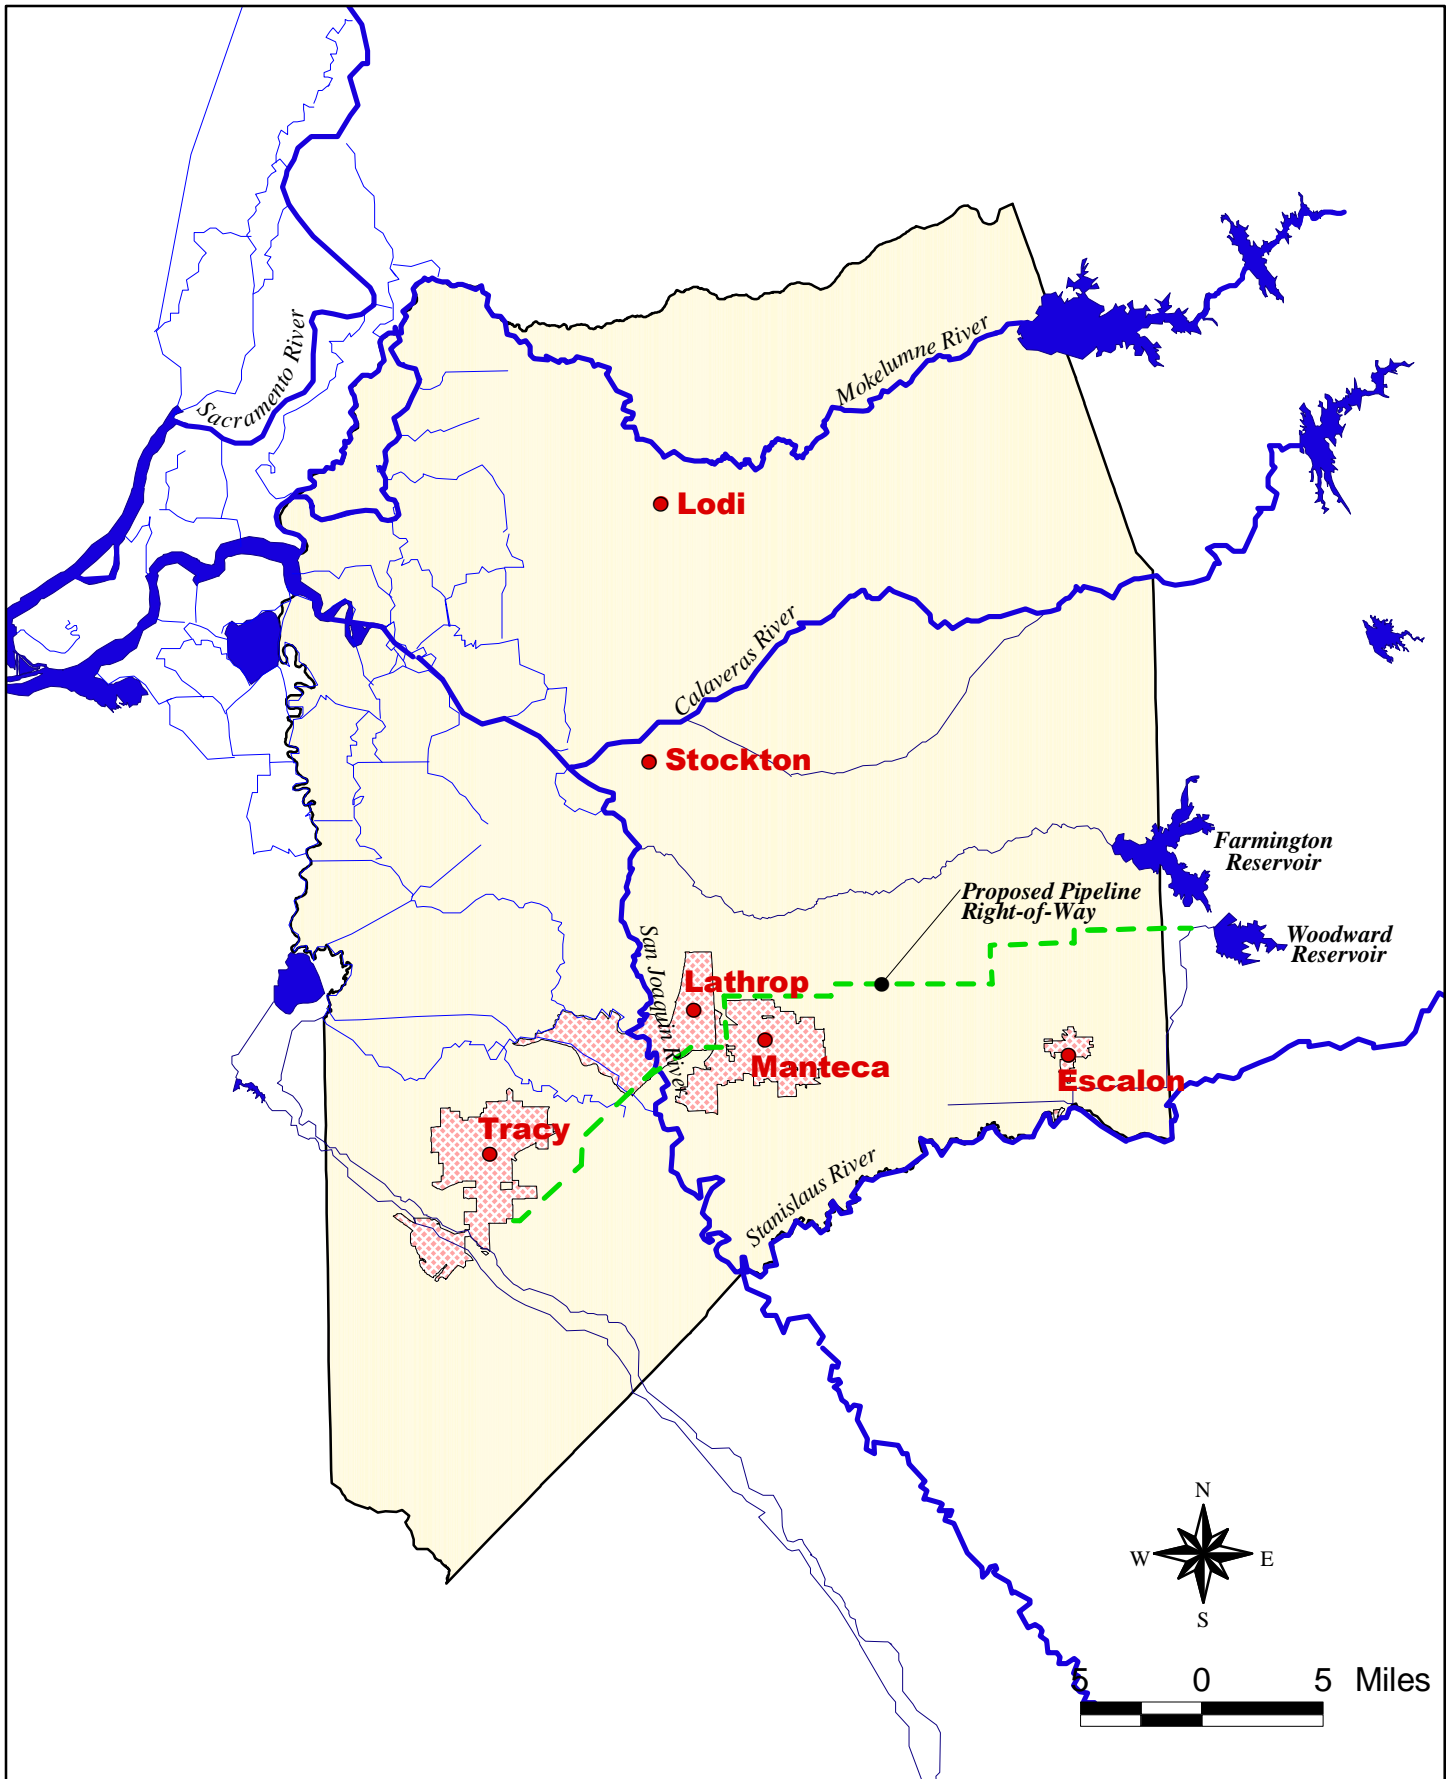 Sacramento River
Mokelumne River
Lodi
Calaveras River
Stockton
Farmington
Reservoir
Proposed Pipeline
Right-of-Way
Woodward
Reservoir
San Joaquin River
Lathrop
Manteca
Escalon
Tracy
Stanislaus River
N
W
E
S
5 0 5 Miles